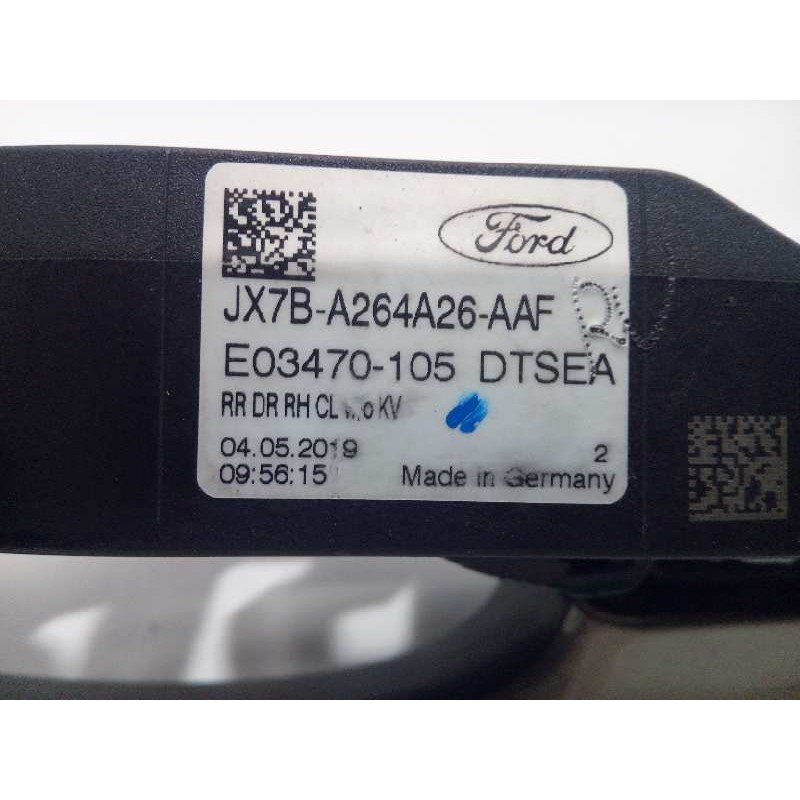 Ford
JX7B-A264A26-AAF
E03470-105 DTSEA
RR DR RH CL KV
04.05.2019 2
09:56:15 Made in Germany